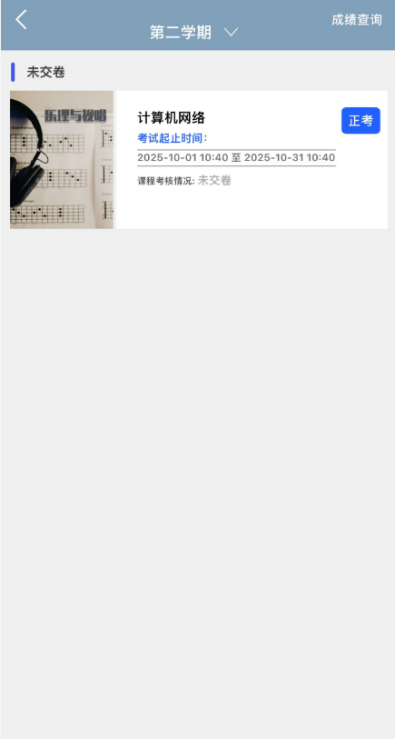 第二学期
成绩查询
未交卷
乐理与视唱
计算机网络
正考
考试起止时间：
2025-10-01 10:40 至 2025-10-31 10:40
课程考核情况: 未交卷